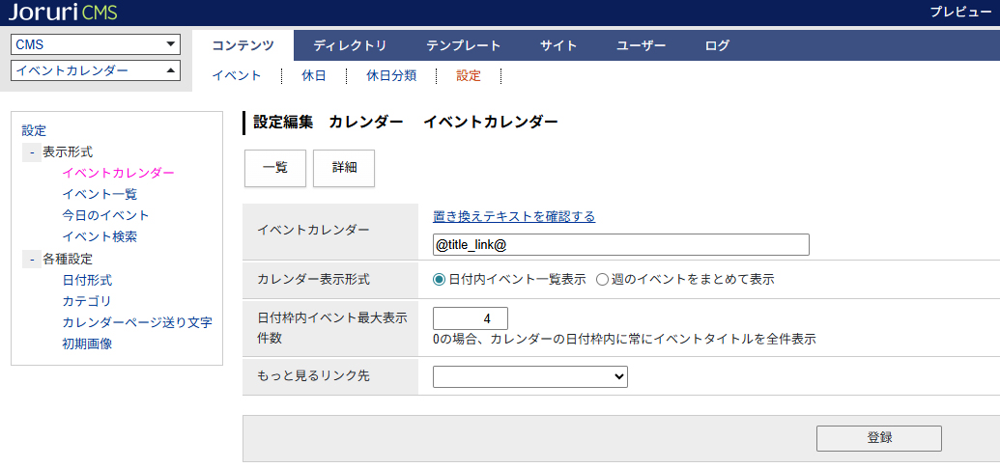 Joruri CMS
プレビュー
CMS
イベントカレンダー
コンテンツ ディレクトリ テンプレート サイト ユーザー ログ
イベント 休日 休日分類 設定
設定
- 表示形式
イベントカレンダー
イベント一覧
今日のイベント
イベント検索
- 各種設定
日付形式
カテゴリ
カレンダーページ送り文字
初期画像
設定編集 カレンダー イベントカレンダー
一覧 詳細
イベントカレンダー
置き換えテキストを確認する
@title_link@
カレンダー表示形式
日付内イベント一覧表示 週のイベントをまとめて表示
日付枠内イベント最大表示
件数
4
0の場合、カレンダーの日付枠内に常にイベントタイトルを全件表示
もっと見るリンク先
登録